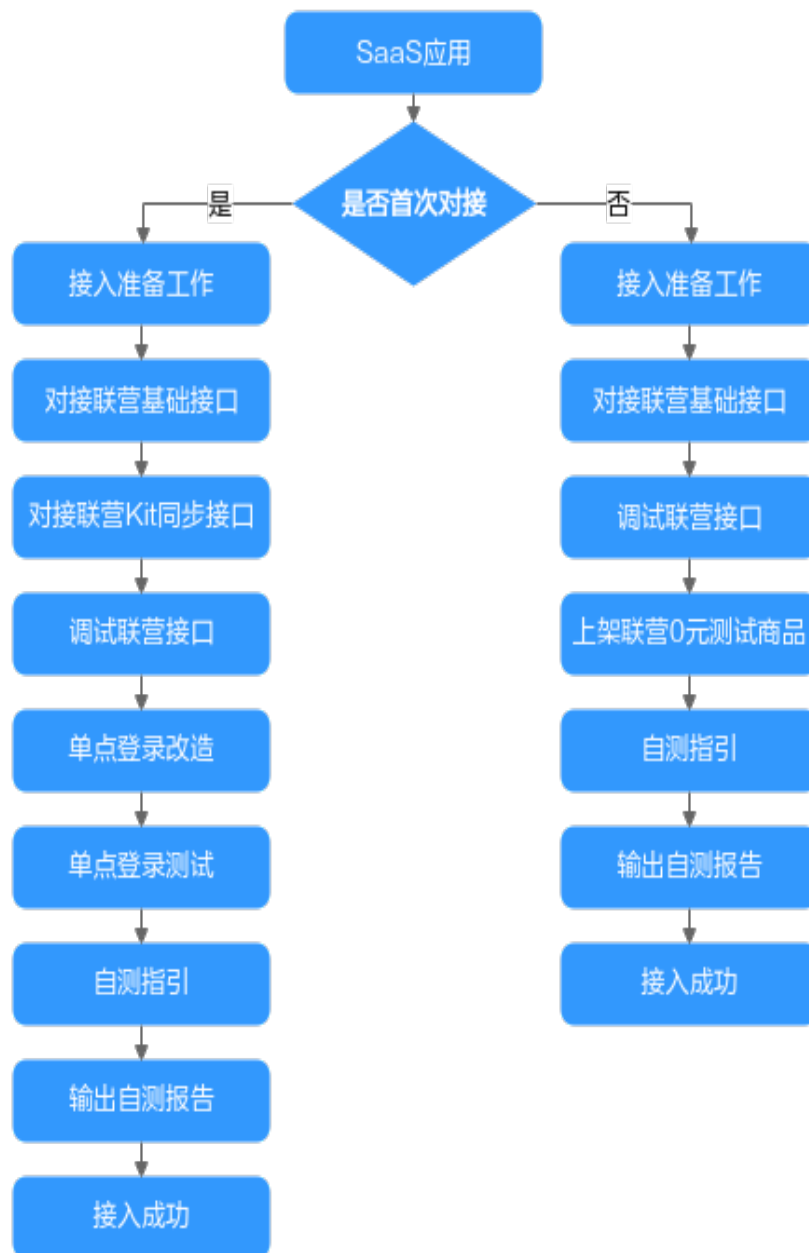 SaaS应用
是否首次对接
是
否
接入准备工作
对接联营基础接口
对接联营Kit同步接口
调试联营接口
单点登录改造
单点登录测试
自测指引
输出自测报告
接入成功
接入准备工作
对接联营基础接口
调试联营接口
上架联营0元测试商品
自测指引
输出自测报告
接入成功